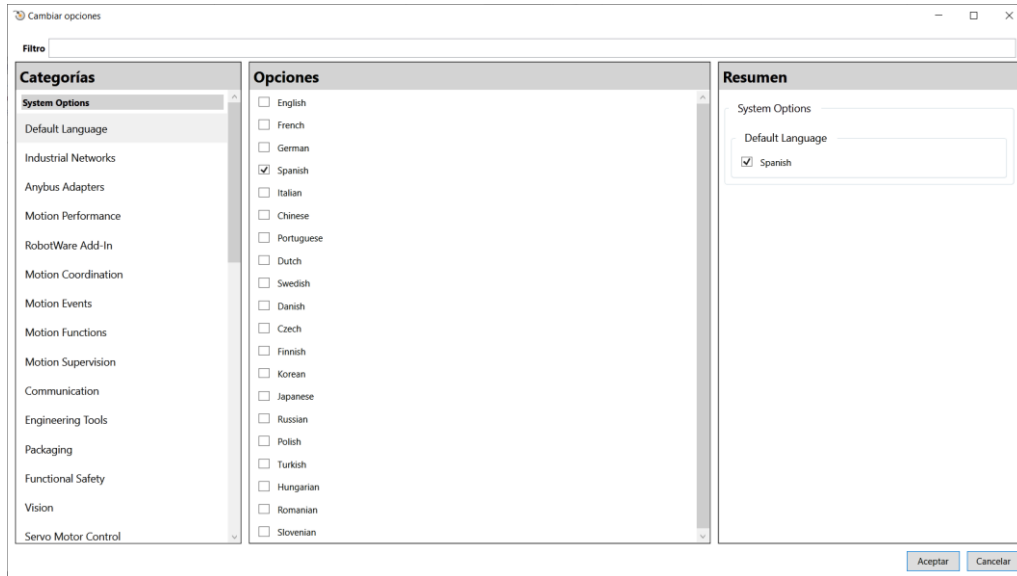 Cambiar opciones
Filtro
Categorías
System Options
Default Language
Industrial Networks
Anybus Adapters
Motion Performance
RobotWare Add-In
Motion Coordination
Motion Events
Motion Functions
Motion Supervision
Communication
Engineering Tools
Packaging
Functional Safety
Vision
Servo Motor Control
Opciones
English
French
German
Spanish
Italian
Chinese
Portuguese
Dutch
Swedish
Danish
Czech
Finnish
Korean
Japanese
Russian
Polish
Turkish
Hungarian
Romanian
Slovenian
Resumen
System Options
Default Language
Spanish
Aceptar
Cancelar